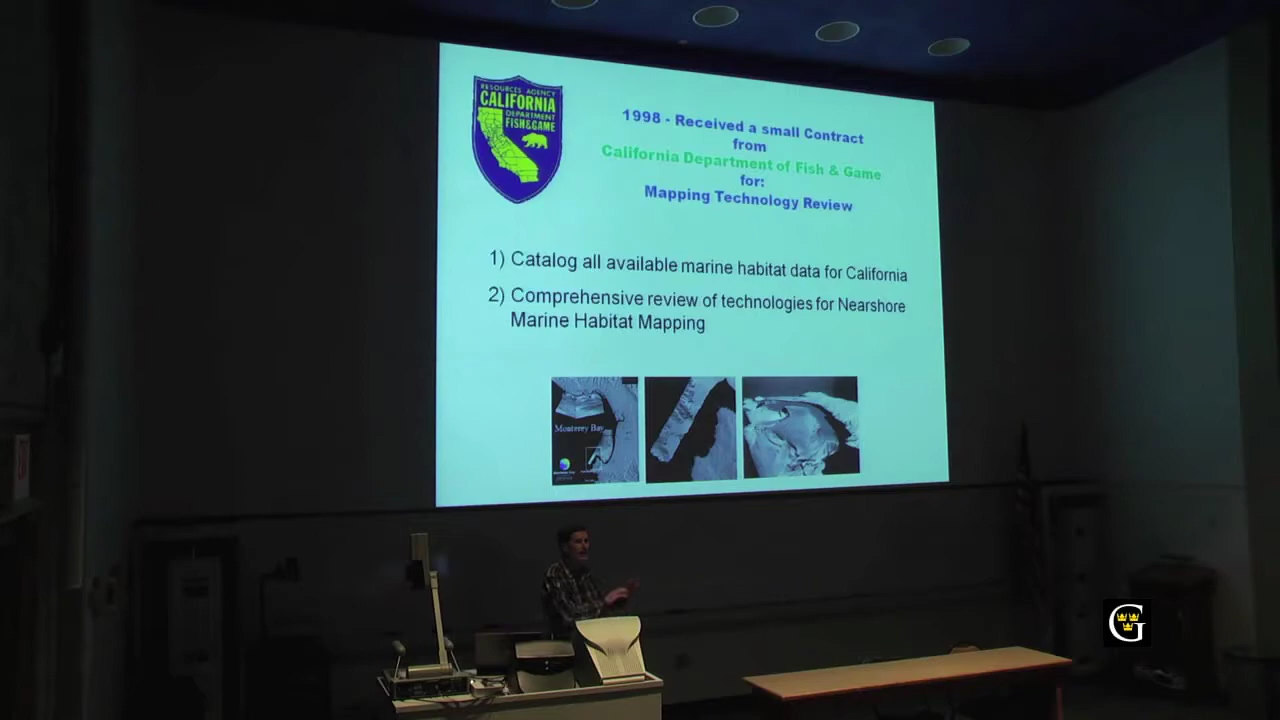 RESOURCES AGENCY
CALIFORNIA
DEPARTMENT
FISH&GAME
1998 - Received a small Contract
from
California Department of Fish & Game
for:
Mapping Technology Review
1) Catalog all available marine habitat data for California
2) Comprehensive review of technologies for Nearshore
Marine Habitat Mapping
Monterey Bay
G